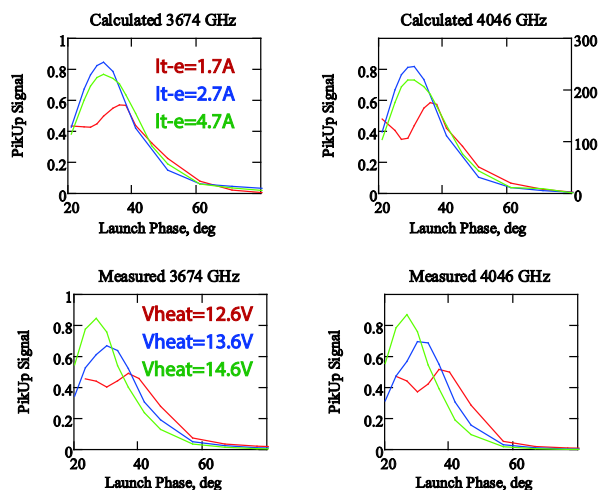 Calculated 3674 GHz
1
0.8
0.6
0.4
0.2
0
20
40
60
PikUp Signal
Launch Phase, deg
It-e=1.7A
It-e=2.7A
It-e=4.7A
Calculated 4046 GHz
1
0.8
0.6
0.4
0.2
0
300
200
100
0
20
40
60
PikUp Signal
Launch Phase, deg
Measured 3674 GHz
1
0.8
0.6
0.4
0.2
0
20
40
60
PikUp Signal
Launch Phase, deg
Vheat=12.6V
Vheat=13.6V
Vheat=14.6V
Measured 4046 GHz
1
0.8
0.6
0.4
0.2
0
20
40
60
PikUp Signal
Launch Phase, deg